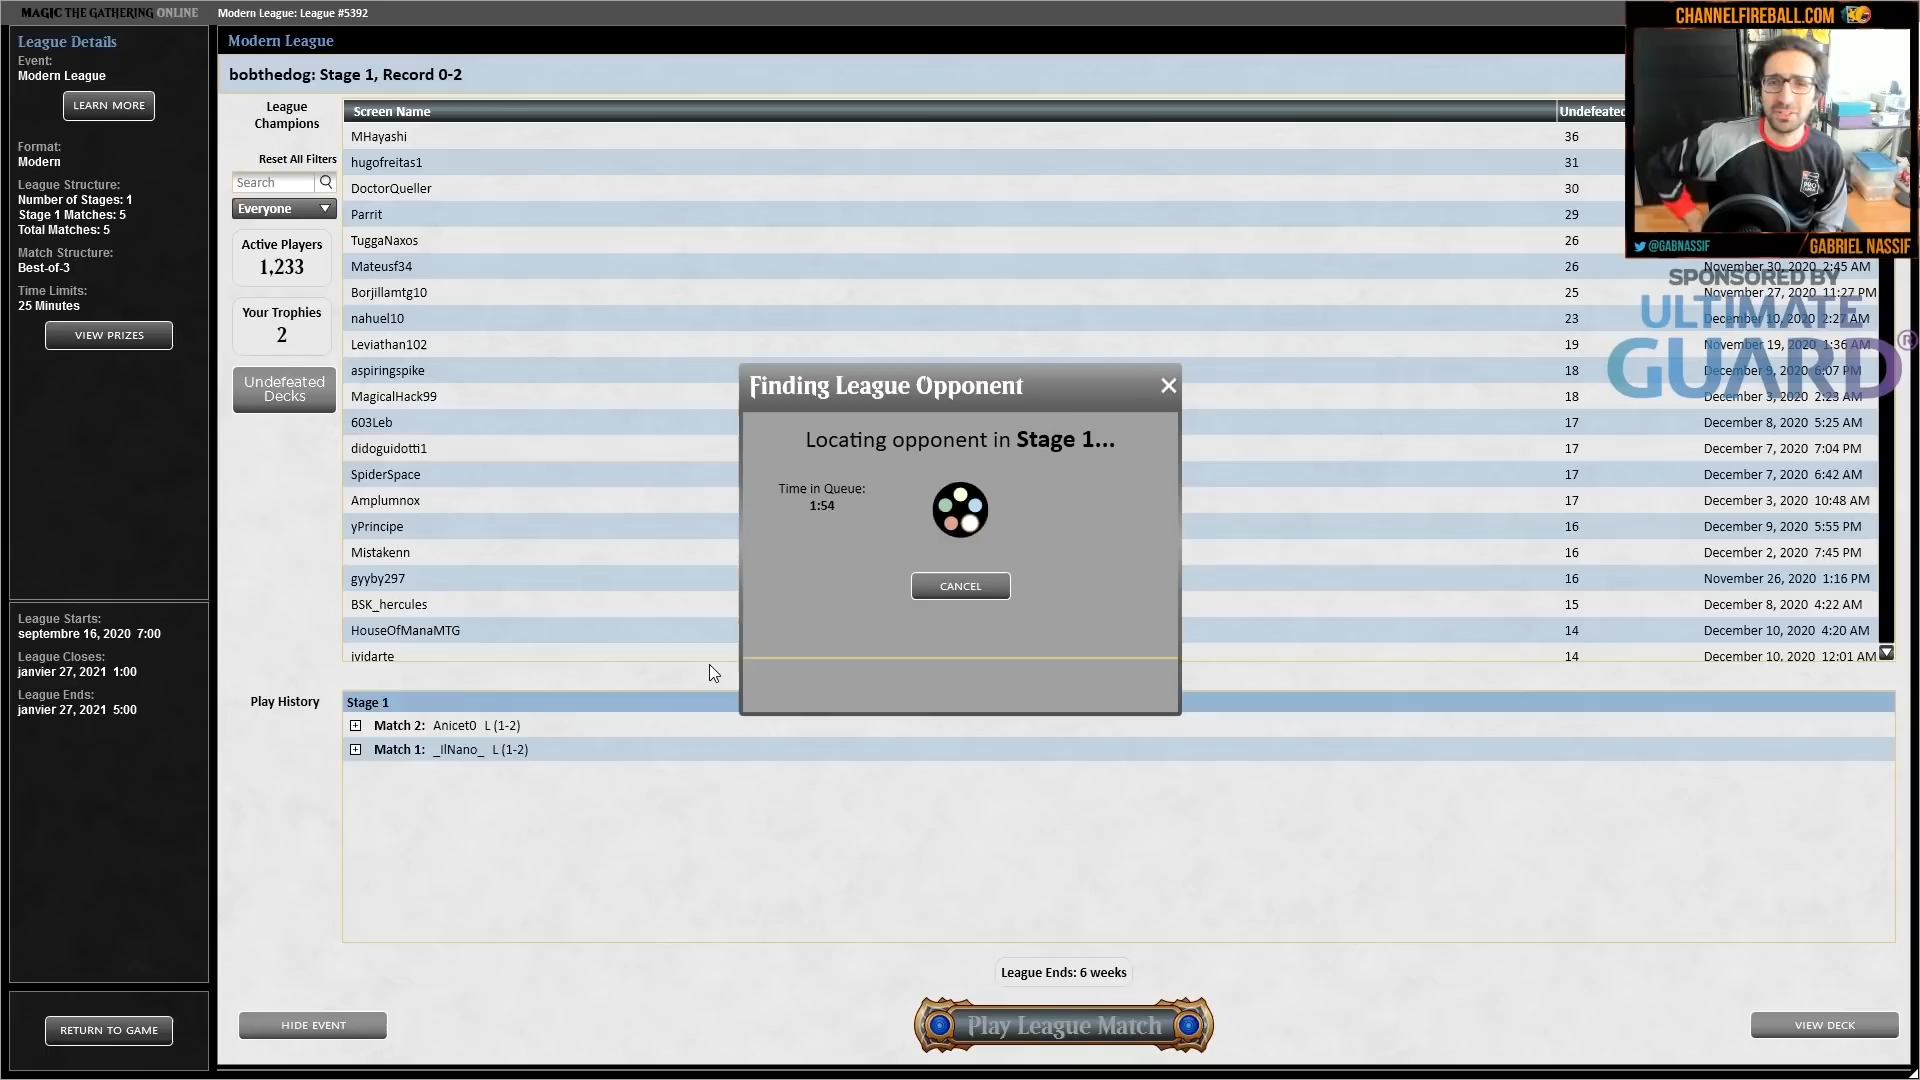 MAGIC THE GATHERING ONLINE
Modern League: League #5392
League Details
Event:
Modern League
LEARN MORE
Format:
Modern
League Structure:
Number of Stages: 1
Stage 1 Matches: 5
Total Matches: 5
Match Structure:
Best-of-3
Time Limits:
25 Minutes
VIEW PRIZES
League Starts:
septembre 16, 2020 7:00
League Closes:
janvier 27, 2021 1:00
League Ends:
janvier 27, 2021 5:00
RETURN TO GAME
Modern League
bobthedog: Stage 1, Record 0-2
League
Champions
Reset All Filters
Search
Everyone
Active Players
1,233
Your Trophies
2
Undefeated
Decks
Screen Name Undefeated
MHayashi 36
hugofreitas1 31
DoctorQueller 30
Parrit 29
TuggaNaxos 26
Mateusf34 26 November 30, 2020 2:45 AM
Borjillamtg10 25 November 27, 2020 11:27 PM
nahuel10 23 December 10, 2020 2:27 AM
Leviathan102 19 November 19, 2020 1:36 AM
aspiringspike 18 December 9, 2020 6:07 PM
MagicalHack99 18 December 3, 2020 2:23 AM
603Leb 17 December 8, 2020 5:25 AM
didoguidotti1 17 December 7, 2020 7:04 PM
SpiderSpace 17 December 7, 2020 6:42 AM
Amplumnox 17 December 3, 2020 10:48 AM
yPrincipe 16 December 9, 2020 5:55 PM
Mistakenn 16 December 2, 2020 7:45 PM
gyyby297 16 November 26, 2020 1:16 PM
BSK_hercules 15 December 8, 2020 4:22 AM
HouseOfManaMTG 14 December 10, 2020 4:20 AM
ividarte 14 December 10, 2020 12:01 AM
Finding League Opponent
Locating opponent in Stage 1...
Time in Queue:
1:54
CANCEL
Play History
Stage 1
Match 2: Anicet0 L (1-2)
Match 1: _IlNano_ L (1-2)
League Ends: 6 weeks
HIDE EVENT
Play League Match
VIEW DECK
CHANNELFIREBALL.COM
PRO
@GABNASSIF
GABRIEL NASSIF
SPONSORED BY
ULTIMATE
GUARD®